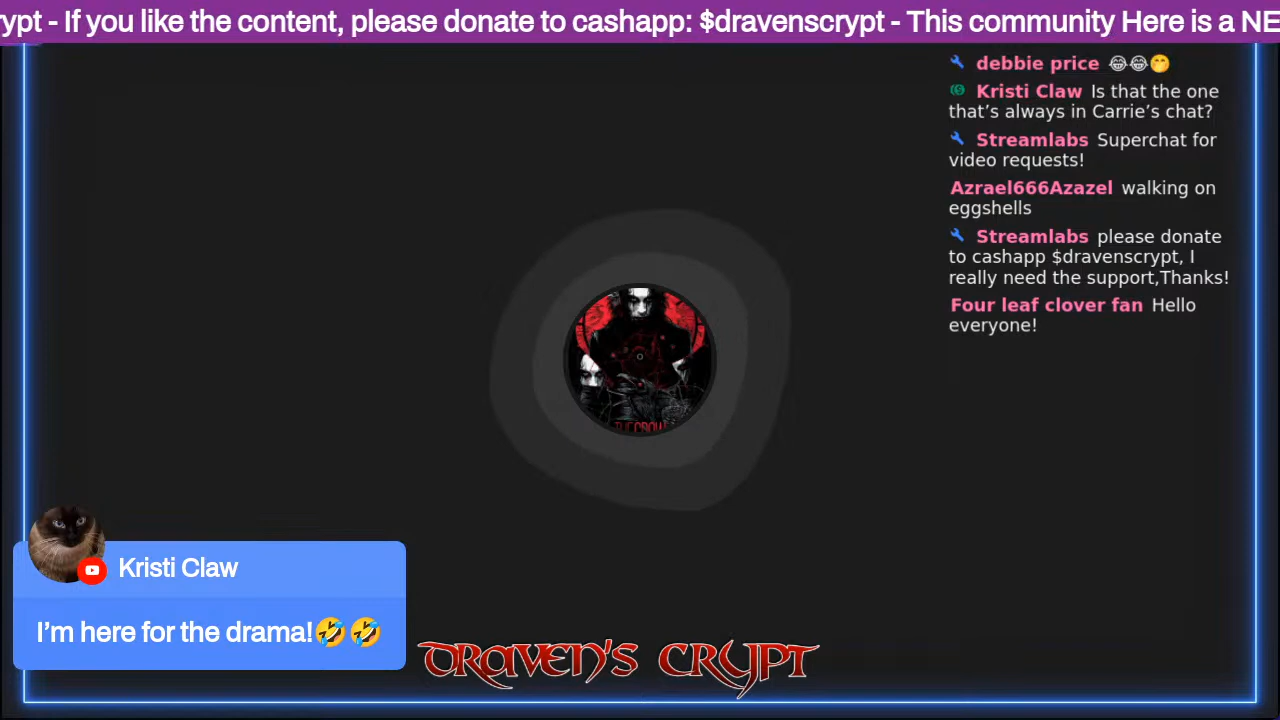 ypt - If you like the content, please donate to cashapp: $dravenscrypt - This community Here is a NE
debbie price 😂😂🤭
Kristi Claw Is that the one
that’s always in Carrie’s chat?
Streamlabs Superchat for
video requests!
Azrael666Azazel walking on
eggshells
Streamlabs please donate
to cashapp $dravenscrypt, I
really need the support,Thanks!
Four leaf clover fan Hello
everyone!
THE CROW
Kristi Claw
I’m here for the drama!🤣🤣
DRAVEN'S CRYPT